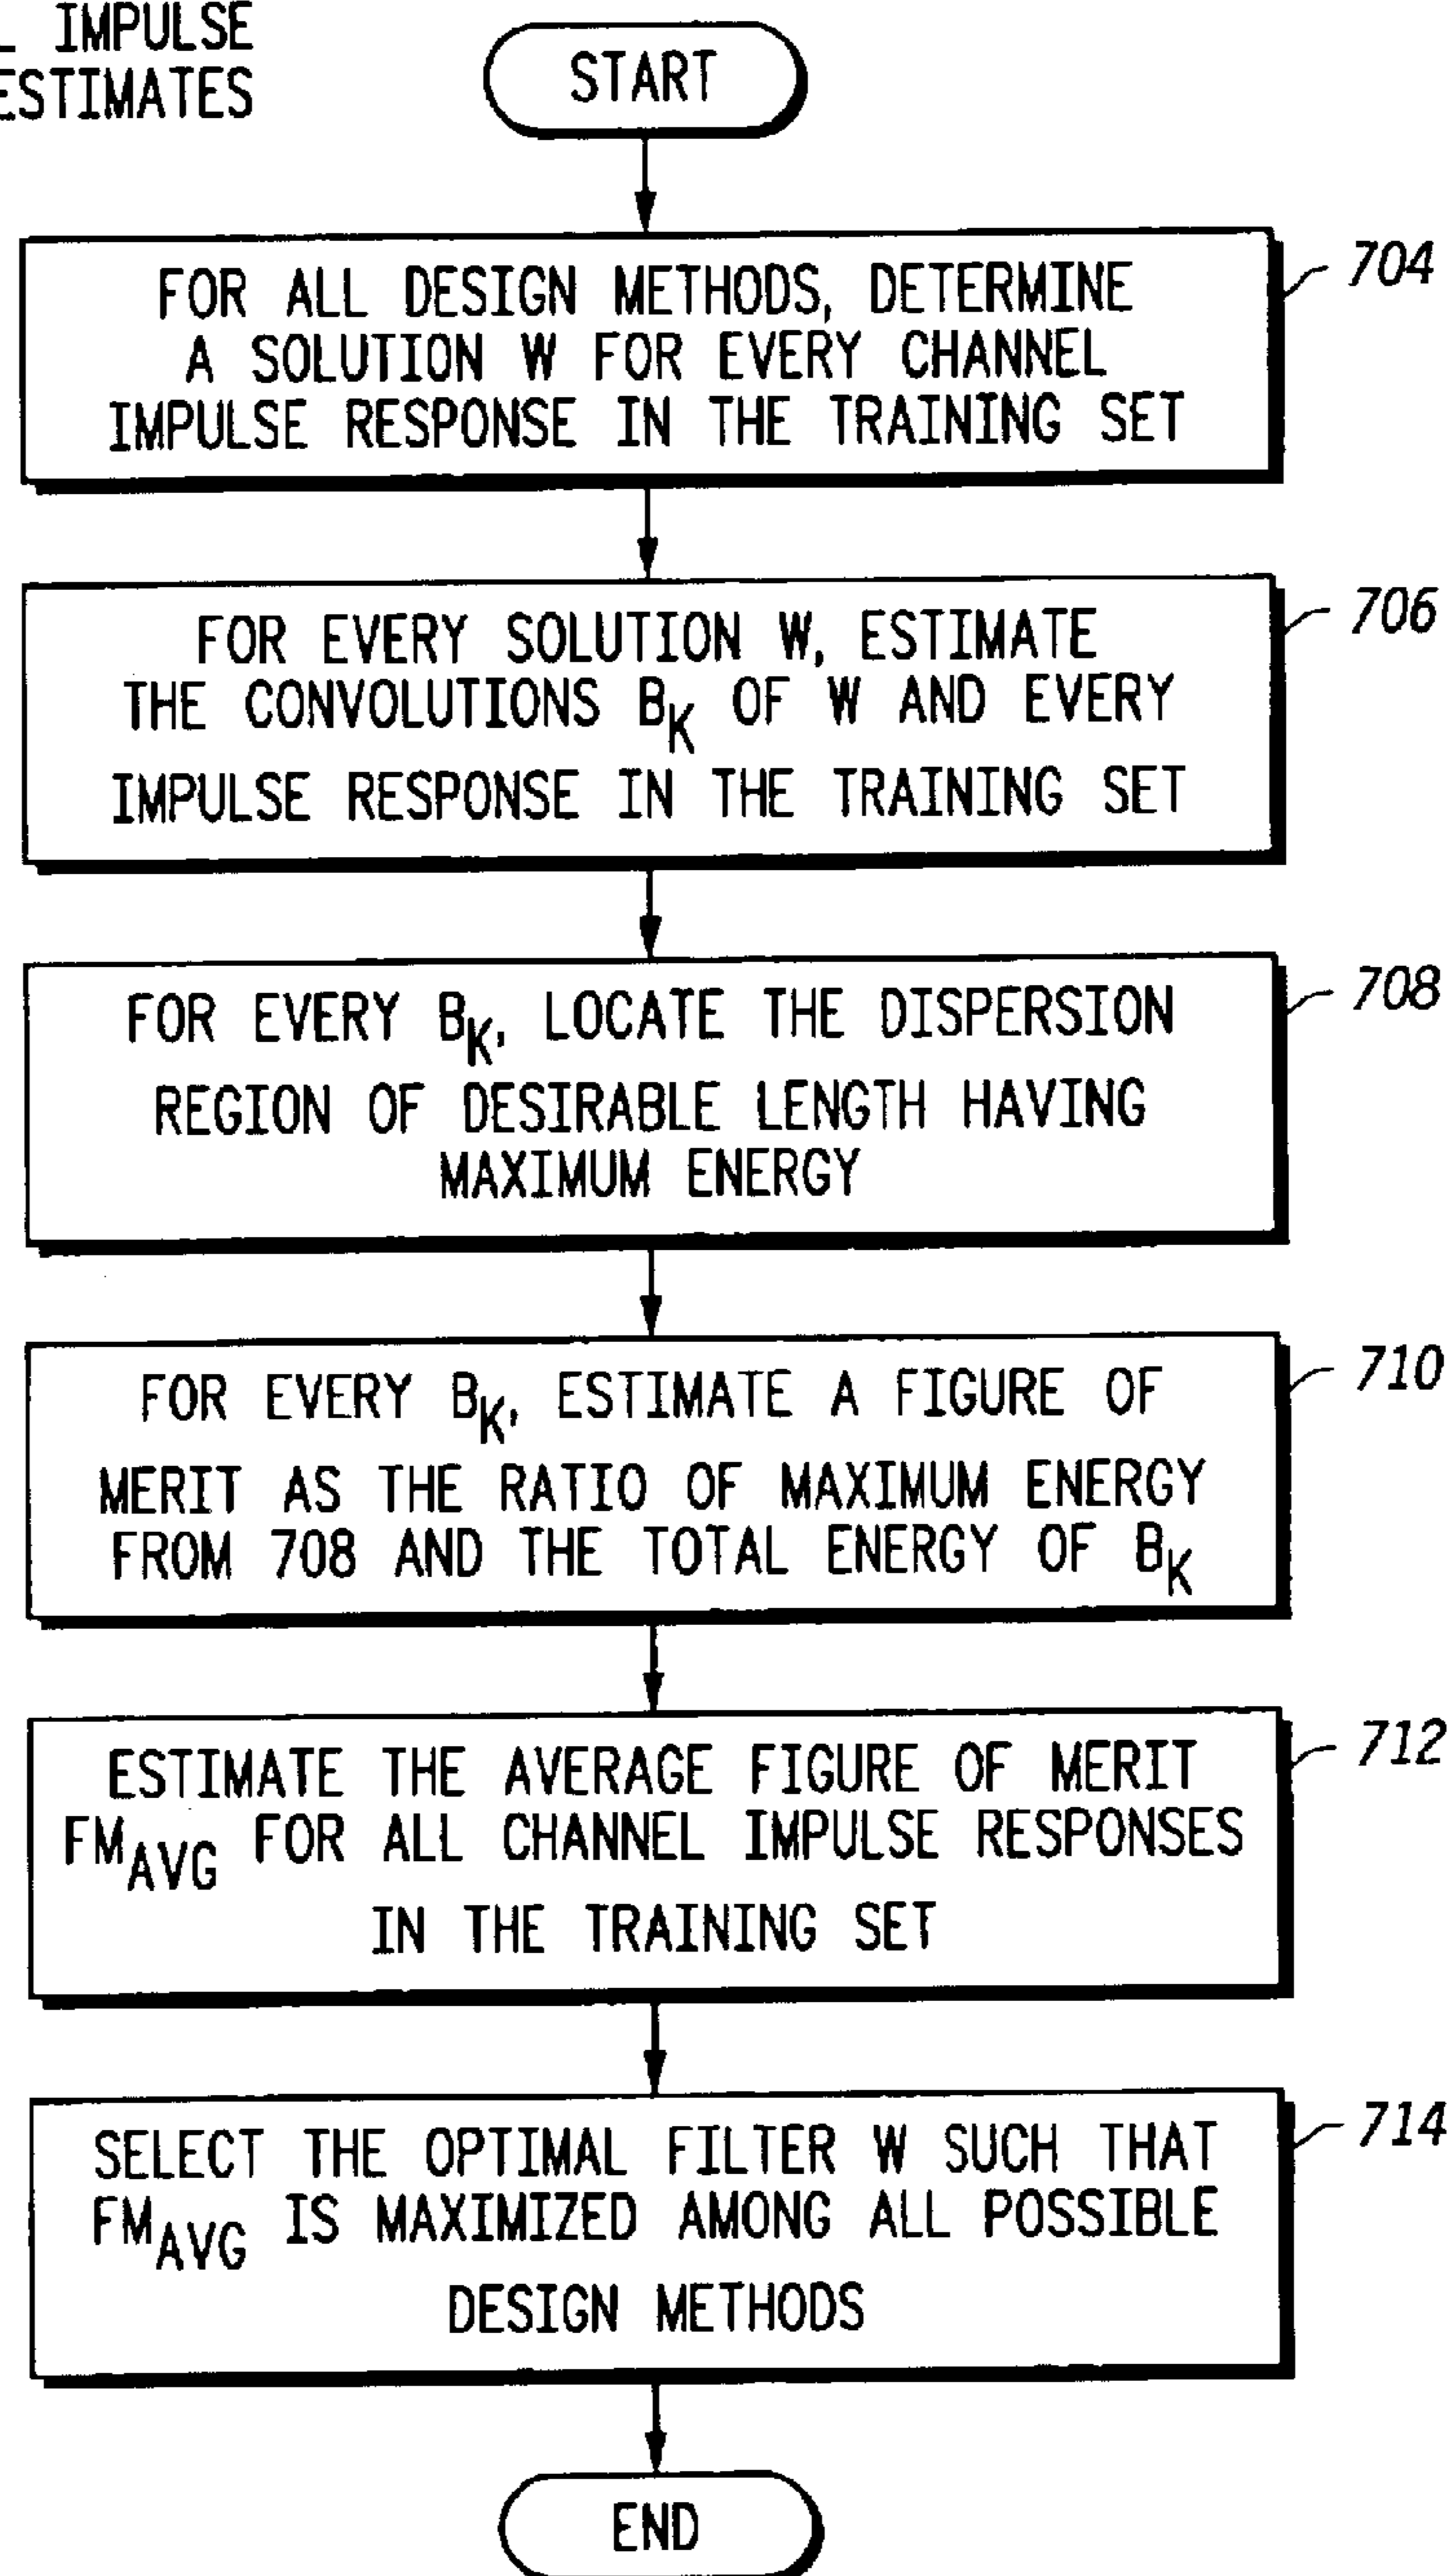 IMPULSE
ESTIMATES
START
FOR ALL DESIGN METHODS, DETERMINE
A SOLUTION W FOR EVERY CHANNEL
IMPULSE RESPONSE IN THE TRAINING SET
704
FOR EVERY SOLUTION W, ESTIMATE
THE CONVOLUTIONS BK OF W AND EVERY
IMPULSE RESPONSE IN THE TRAINING SET
706
FOR EVERY BK, LOCATE THE DISPERSION
REGION OF DESIRABLE LENGTH HAVING
MAXIMUM ENERGY
708
FOR EVERY BK, ESTIMATE A FIGURE OF
MERIT AS THE RATIO OF MAXIMUM ENERGY
FROM 708 AND THE TOTAL ENERGY OF BK
710
ESTIMATE THE AVERAGE FIGURE OF MERIT
FMAVG FOR ALL CHANNEL IMPULSE RESPONSES
IN THE TRAINING SET
712
SELECT THE OPTIMAL FILTER W SUCH THAT
FMAVG IS MAXIMIZED AMONG ALL POSSIBLE
DESIGN METHODS
714
END